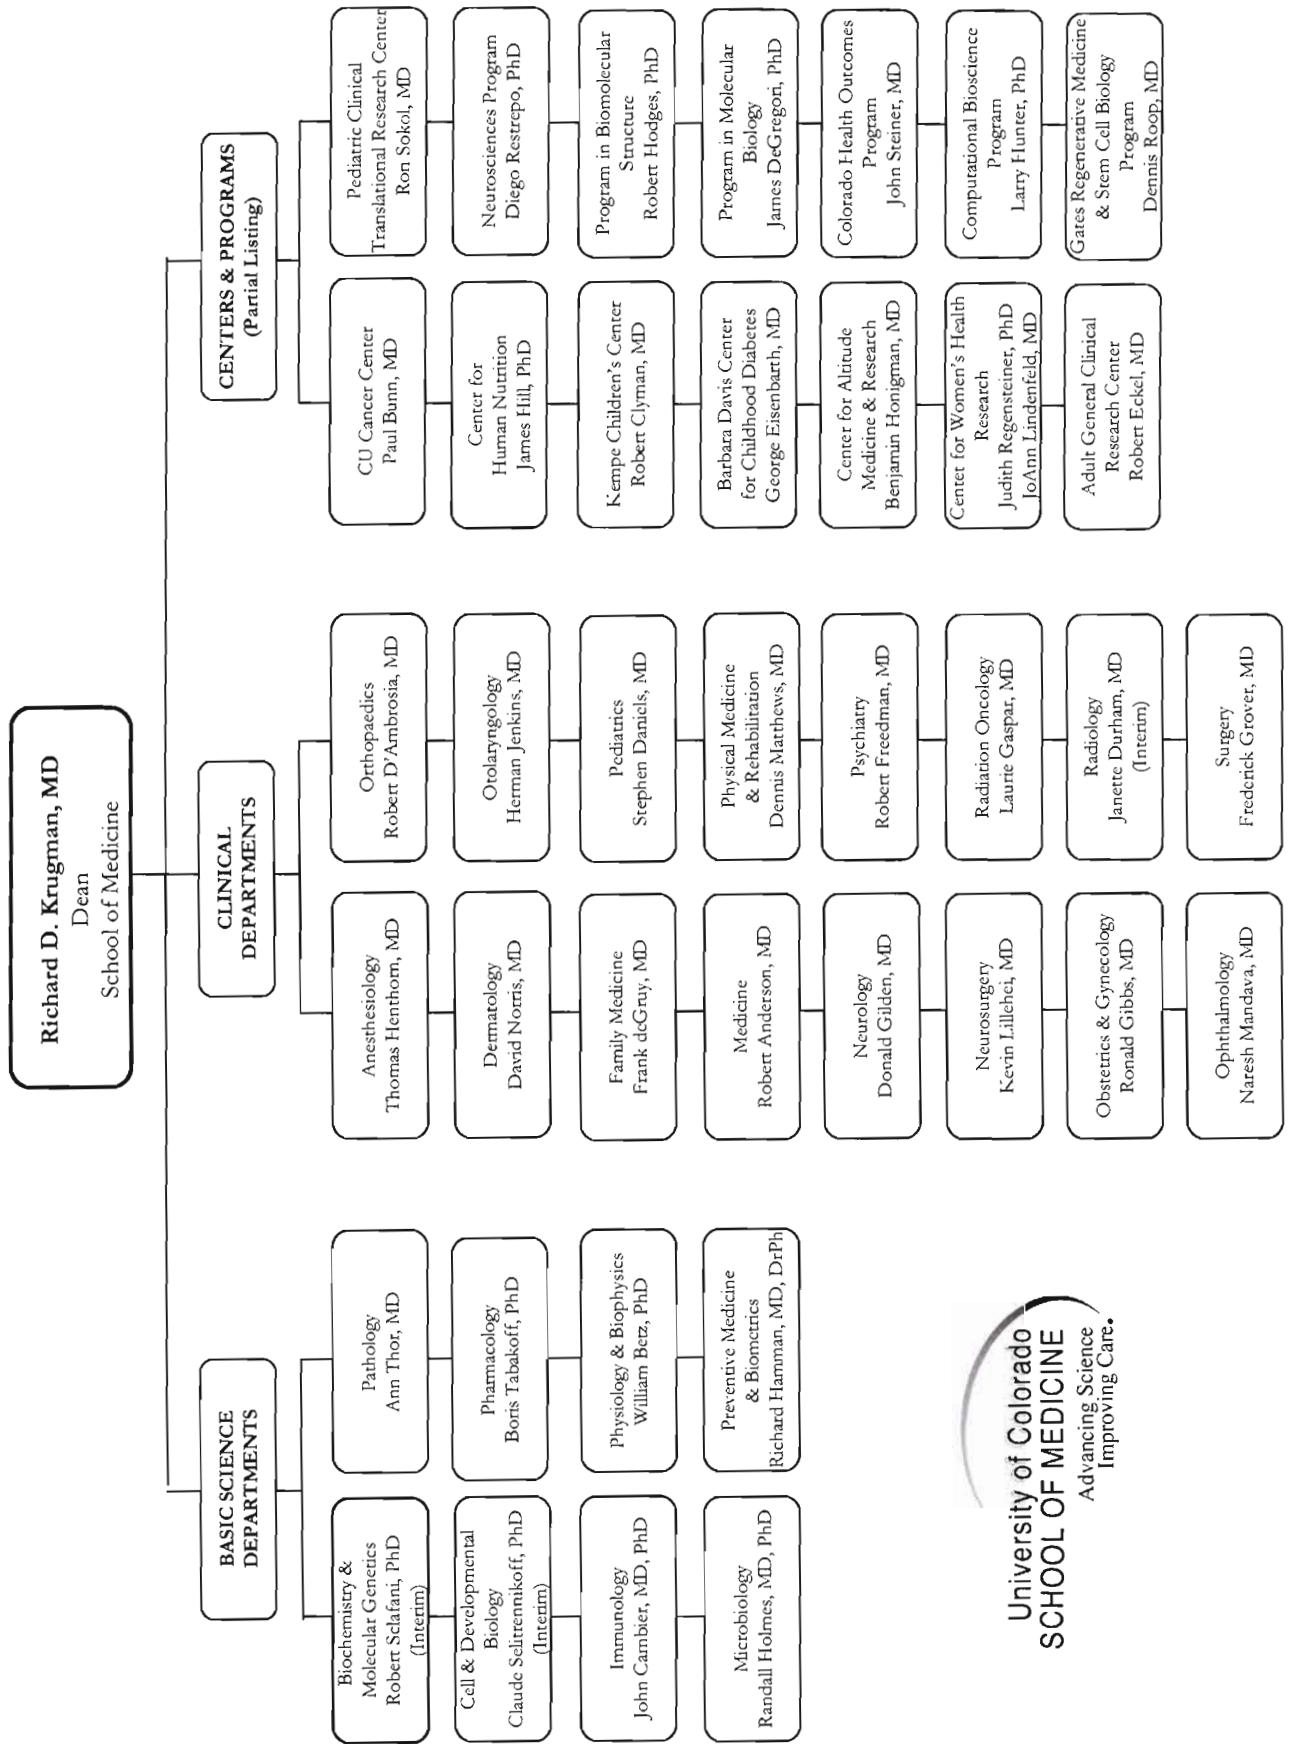 Richard D. Krugman, MD
Dean
School of Medicine
BASIC SCIENCE
DEPARTMENTS
Biochemistry &
Molecular Genetics
Robert Sclafani, PhD
(Interim)
Cell & Developmental
Biology
Claude Selitrennikoff, PhD
(Interim)
Immunology
John Cambier, MD, PhD
Microbiology
Randall Holmes, MD, PhD
Pathology
Ann Thor, MD
Pharmacology
Boris Tabakoff, PhD
Physiology & Biophysics
William Betz, PhD
Preventive Medicine
& Biometrics
Richard Hamman, MD, DrPh
CLINICAL
DEPARTMENTS
Anesthesiology
Thomas Henthorn, MD
Dermatology
David Norris, MD
Family Medicine
Frank deGruy, MD
Medicine
Robert Anderson, MD
Neurology
Donald Gilden, MD
Neurosurgery
Kevin Lillehei, MD
Obstetrics & Gynecology
Ronald Gibbs, MD
Ophthalmology
Naresh Mandava, MD
Orthopaedics
Robert D'Ambrosia, MD
Otolaryngology
Herman Jenkins, MD
Pediatrics
Stephen Daniels, MD
Physical Medicine
& Rehabilitation
Dennis Matthews, MD
Psychiatry
Robert Freedman, MD
Radiation Oncology
Laurie Gaspar, MD
Radiology
Janette Durham, MD
(Interim)
Surgery
Frederick Grover, MD
CENTERS & PROGRAMS
(Partial Listing)
CU Cancer Center
Paul Bunn, MD
Center for
Human Nutrition
James Hill, PhD
Kempe Children's Center
Robert Clyman, MD
Barbara Davis Center
for Childhood Diabetes
George Eisenbarth, MD
Center for Altitude
Medicine & Research
Benjamin Honigman, MD
Center for Women's Health
Research
Judith Regensteiner, PhD
JoAnn Lindenfeld, MD
Adult General Clinical
Research Center
Robert Eckel, MD
Pediatric Clinical
Translational Research Center
Ron Sokol, MD
Neurosciences Program
Diego Restrepo, PhD
Program in Biomolecular
Structure
Robert Hodges, PhD
Program in Molecular
Biology
James DeGregori, PhD
Colorado Health Outcomes
Program
John Steiner, MD
Computational Bioscience
Program
Larry Hunter, PhD
Gates Regenerative Medicine
& Stem Cell Biology
Program
Dennis Roop, MD
University of Colorado
SCHOOL OF MEDICINE
Advancing Science
Improving Care.